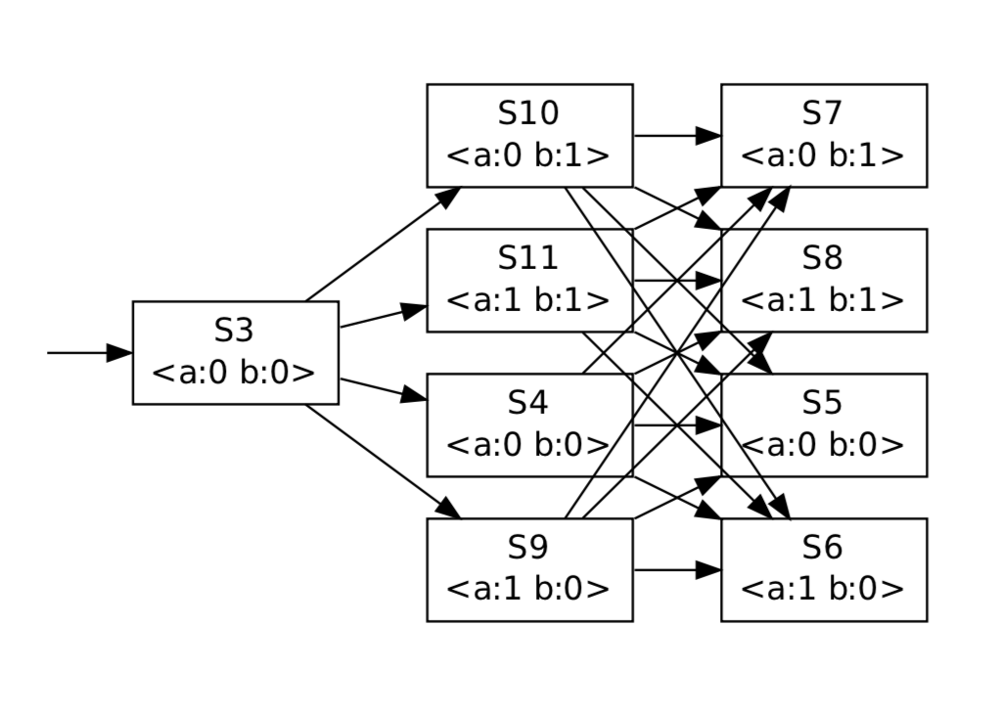 S3
<a:0 b:0>
S10
<a:0 b:1>
S11
<a:1 b:1>
S4
<a:0 b:0>
S9
<a:1 b:0>
S7
<a:0 b:1>
S8
<a:1 b:1>
S5
<a:0 b:0>
S6
<a:1 b:0>